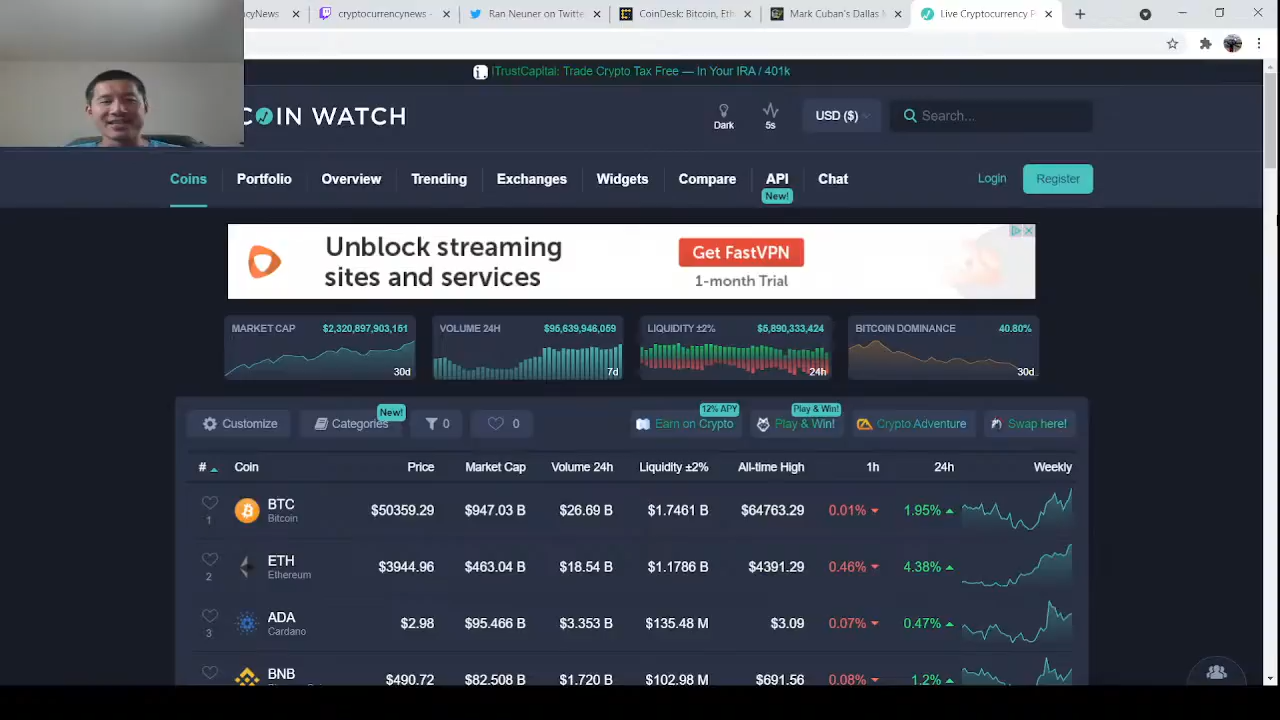 cyNews
cryptocurrencynews -
Ran Neuner on Twitte
CoinDesk: Bitcoin, Eth
Mark Cuban's Dallas M
Live Cryptocurrency P
iTrustCapital: Trade Crypto Tax Free — In Your IRA / 401k
COIN WATCH
Dark
5s
USD ($)
Search...
Coins
Portfolio
Overview
Trending
Exchanges
Widgets
Compare
API
New!
Chat
Login
Register
Unblock streaming
sites and services
Get FastVPN
1-month Trial
MARKET CAP $2,320,897,903,151
30d
VOLUME 24H $95,639,946,059
7d
LIQUIDITY ±2% $5,890,333,424
24h
BITCOIN DOMINANCE 40.80%
30d
Customize
Categories
New!
0
0
12% APY
Earn on Crypto
Play & Win!
Play & Win!
Crypto Adventure
Swap here!
# Coin Price Market Cap Volume 24h Liquidity ±2% All-time High 1h 24h Weekly
1 BTC $50359.29 $947.03 B $26.69 B $1.7461 B $64763.29 0.01% 1.95%
Bitcoin
2 ETH $3944.96 $463.04 B $18.54 B $1.1786 B $4391.29 0.46% 4.38%
Ethereum
3 ADA $2.98 $95.466 B $3.353 B $135.48 M $3.09 0.07% 0.47%
Cardano
BNB $490.72 $82.508 B $1.720 B $102.98 M $691.56 0.08% 1.2%